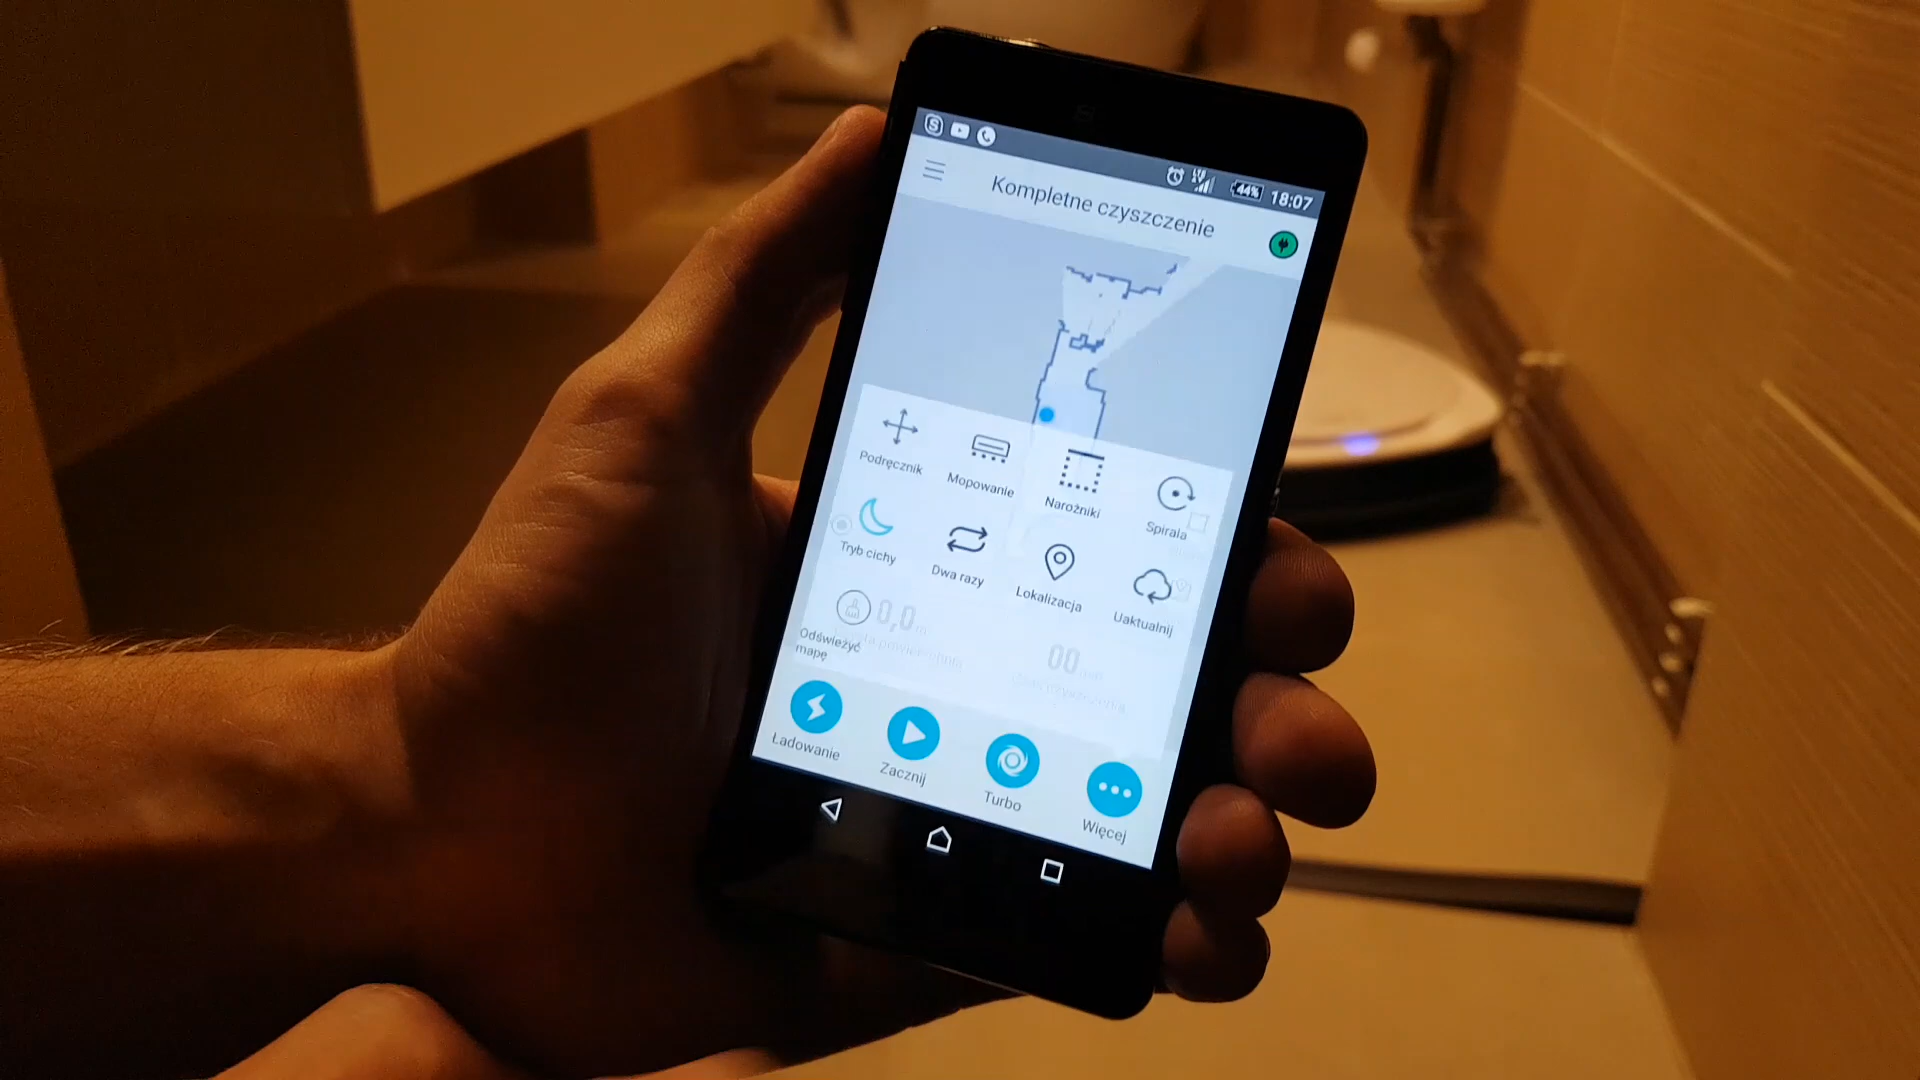 44% 18:07
Kompletne czyszczenie
Podręcznik
Mopowanie
Narożniki
Spirala
Tryb cichy
Dwa razy
Lokalizacja
Uaktualnij
0,0
00
Odświeżyć
mapę
Ładowanie
Zacznij
Turbo
Więcej